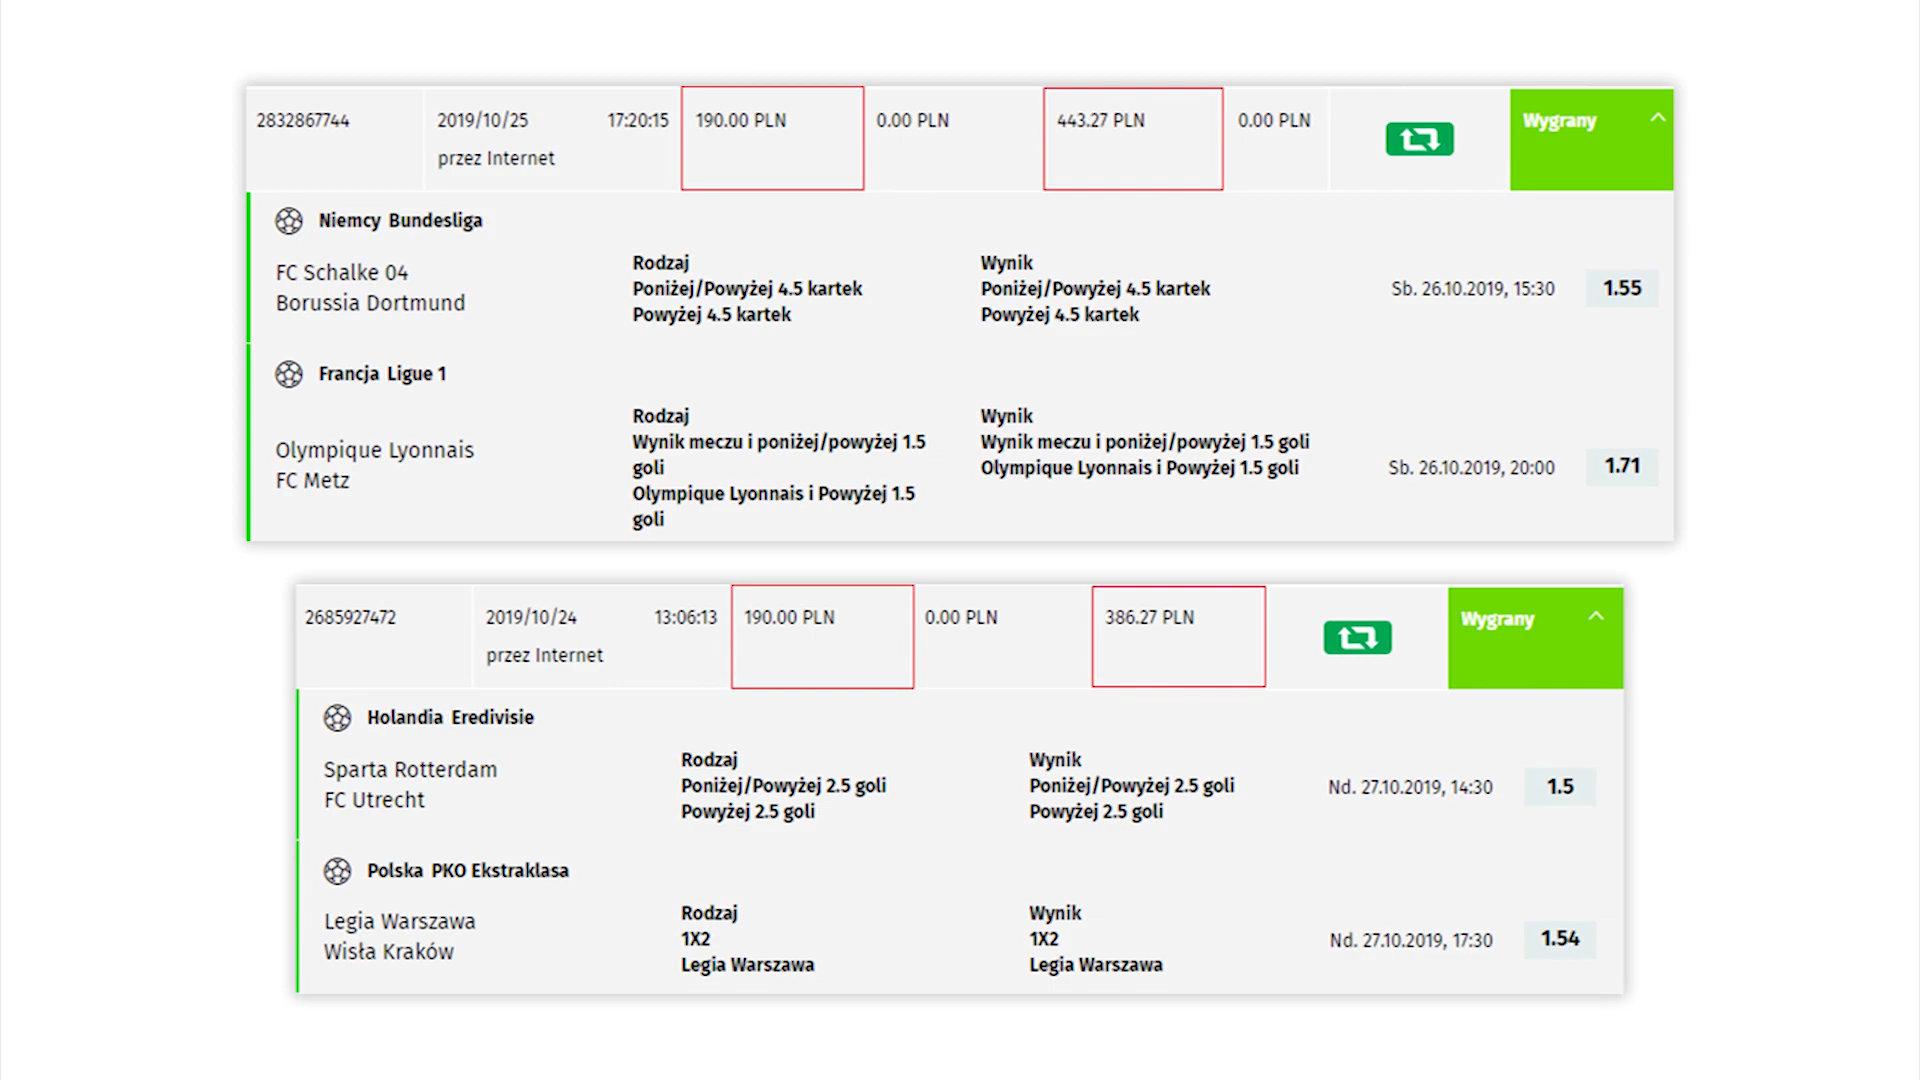 2832867744 2019/10/25 17:20:15 190.00 PLN 0.00 PLN 443.27 PLN 0.00 PLN Wygrany
przez Internet
Niemcy Bundesliga
FC Schalke 04
Borussia Dortmund
Rodzaj
Poniżej/Powyżej 4.5 kartek
Powyżej 4.5 kartek
Wynik
Poniżej/Powyżej 4.5 kartek
Powyżej 4.5 kartek
Sb. 26.10.2019, 15:30
1.55
Francja Ligue 1
Olympique Lyonnais
FC Metz
Rodzaj
Wynik meczu i poniżej/powyżej 1.5
goli
Olympique Lyonnais i Powyżej 1.5
goli
Wynik
Wynik meczu i poniżej/powyżej 1.5 goli
Olympique Lyonnais i Powyżej 1.5 goli
Sb. 26.10.2019, 20:00
1.71
2685927472 2019/10/24 13:06:13 190.00 PLN 0.00 PLN 386.27 PLN Wygrany
przez Internet
Holandia Eredivisie
Sparta Rotterdam
FC Utrecht
Rodzaj
Poniżej/Powyżej 2.5 goli
Powyżej 2.5 goli
Wynik
Poniżej/Powyżej 2.5 goli
Powyżej 2.5 goli
Nd. 27.10.2019, 14:30
1.5
Polska PKO Ekstraklasa
Legia Warszawa
Wisła Kraków
Rodzaj
1X2
Legia Warszawa
Wynik
1X2
Legia Warszawa
Nd. 27.10.2019, 17:30
1.54